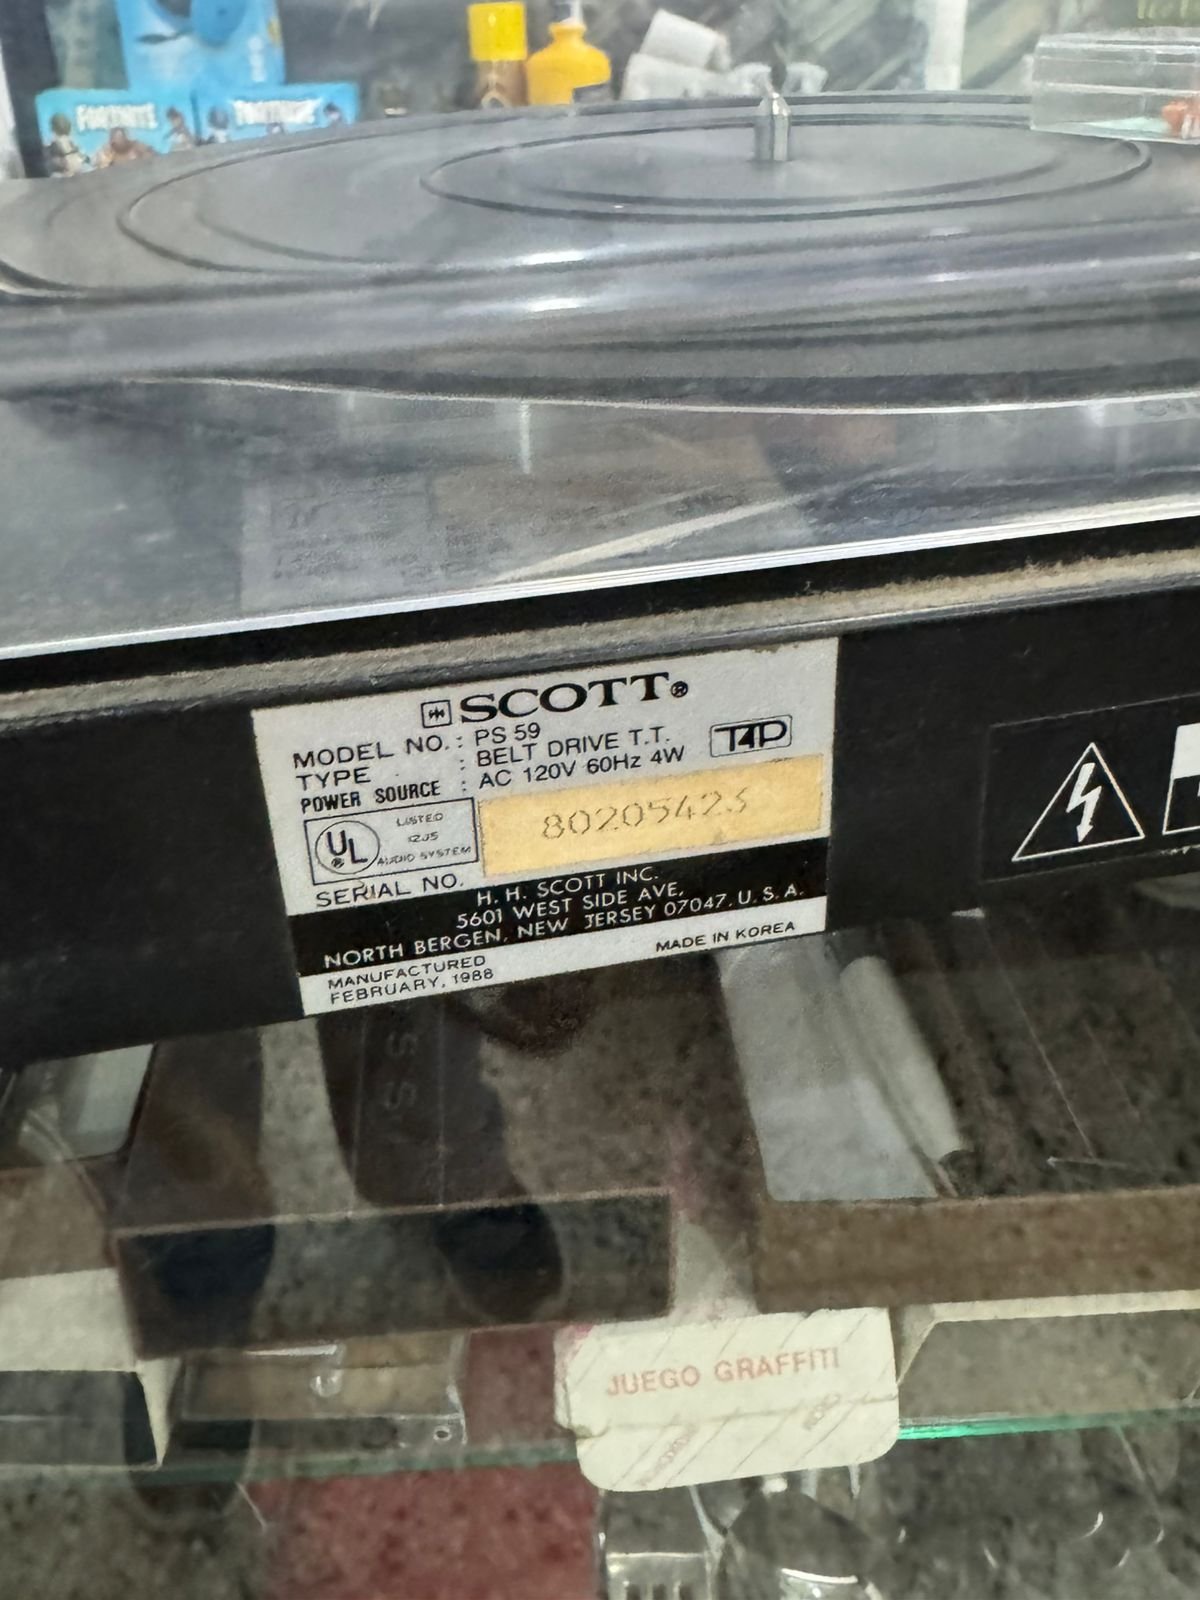 FORTNITE
SCOTT®
MODEL NO.: PS 59
TYPE : BELT DRIVE T.T.
T4P
POWER SOURCE : AC 120V 60Hz 4W
UL®
LISTED
AUDIO SYSTEM
SERIAL NO.
80205423
H. H. SCOTT INC.
5601 WEST SIDE AVE.
NORTH BERGEN, NEW JERSEY 07047. U. S. A.
MANUFACTURED
FEBRUARY, 1988
MADE IN KOREA
JUEGO GRAFFITI